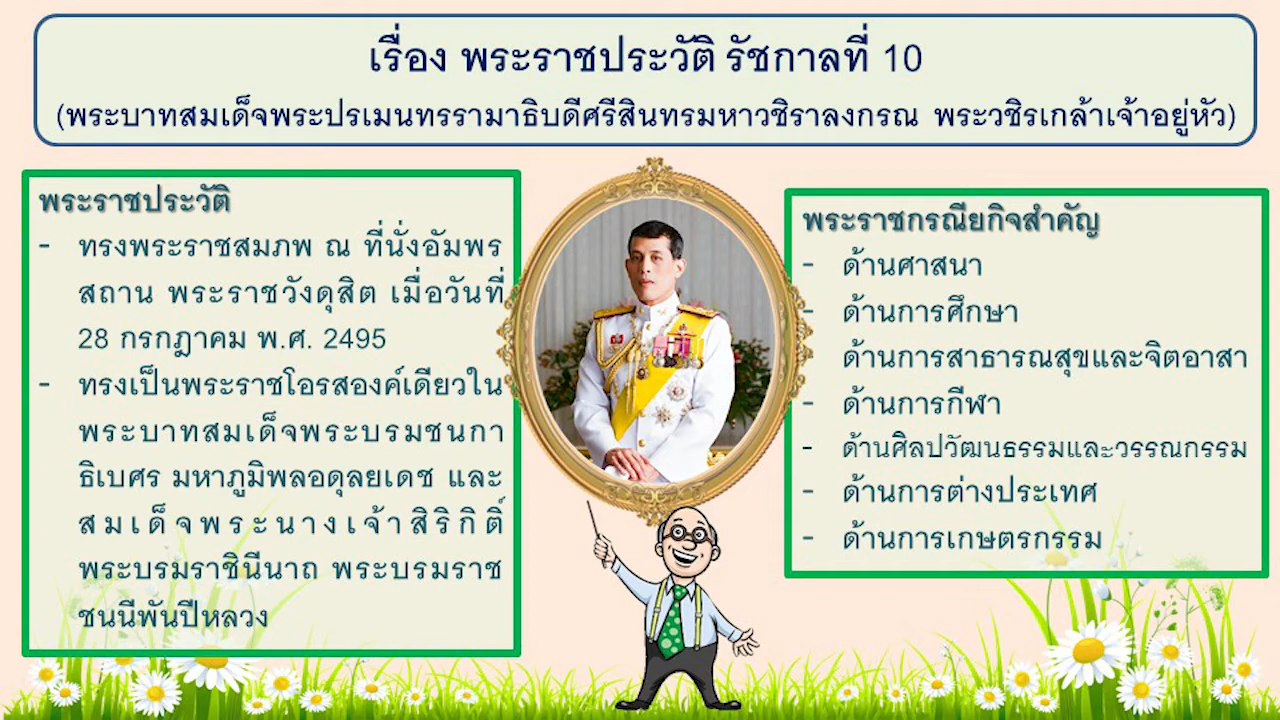 เรื่อง พระราชประวัติ รัชกาลที่ 10
(พระบาทสมเด็จพระปรเมนทรรามาธิบดีศรีสินทรมหาวชิราลงกรณ พระวชิรเกล้าเจ้าอยู่หัว)
พระราชประวัติ
- ทรงพระราชสมภพ ณ ที่นั่งอัมพร
สถาน พระราชวังดุสิต เมื่อวันที่
28 กรกฎาคม พ.ศ. 2495
- ทรงเป็นพระราชโอรสองค์เดียวใน
พระบาทสมเด็จพระบรมชนกา
ธิเบศร มหาภูมิพลอดุลยเดช และ
สมเด็จพระนางเจ้าสิริกิติ์
พระบรมราชินีนาถ พระบรมราช
ชนนีพันปีหลวง
พระราชกรณียกิจสำคัญ
- ด้านศาสนา
- ด้านการศึกษา
ด้านการสาธารณสุขและจิตอาสา
- ด้านการกีฬา
- ด้านศิลปวัฒนธรรมและวรรณกรรม
- ด้านการต่างประเทศ
- ด้านการเกษตรกรรม